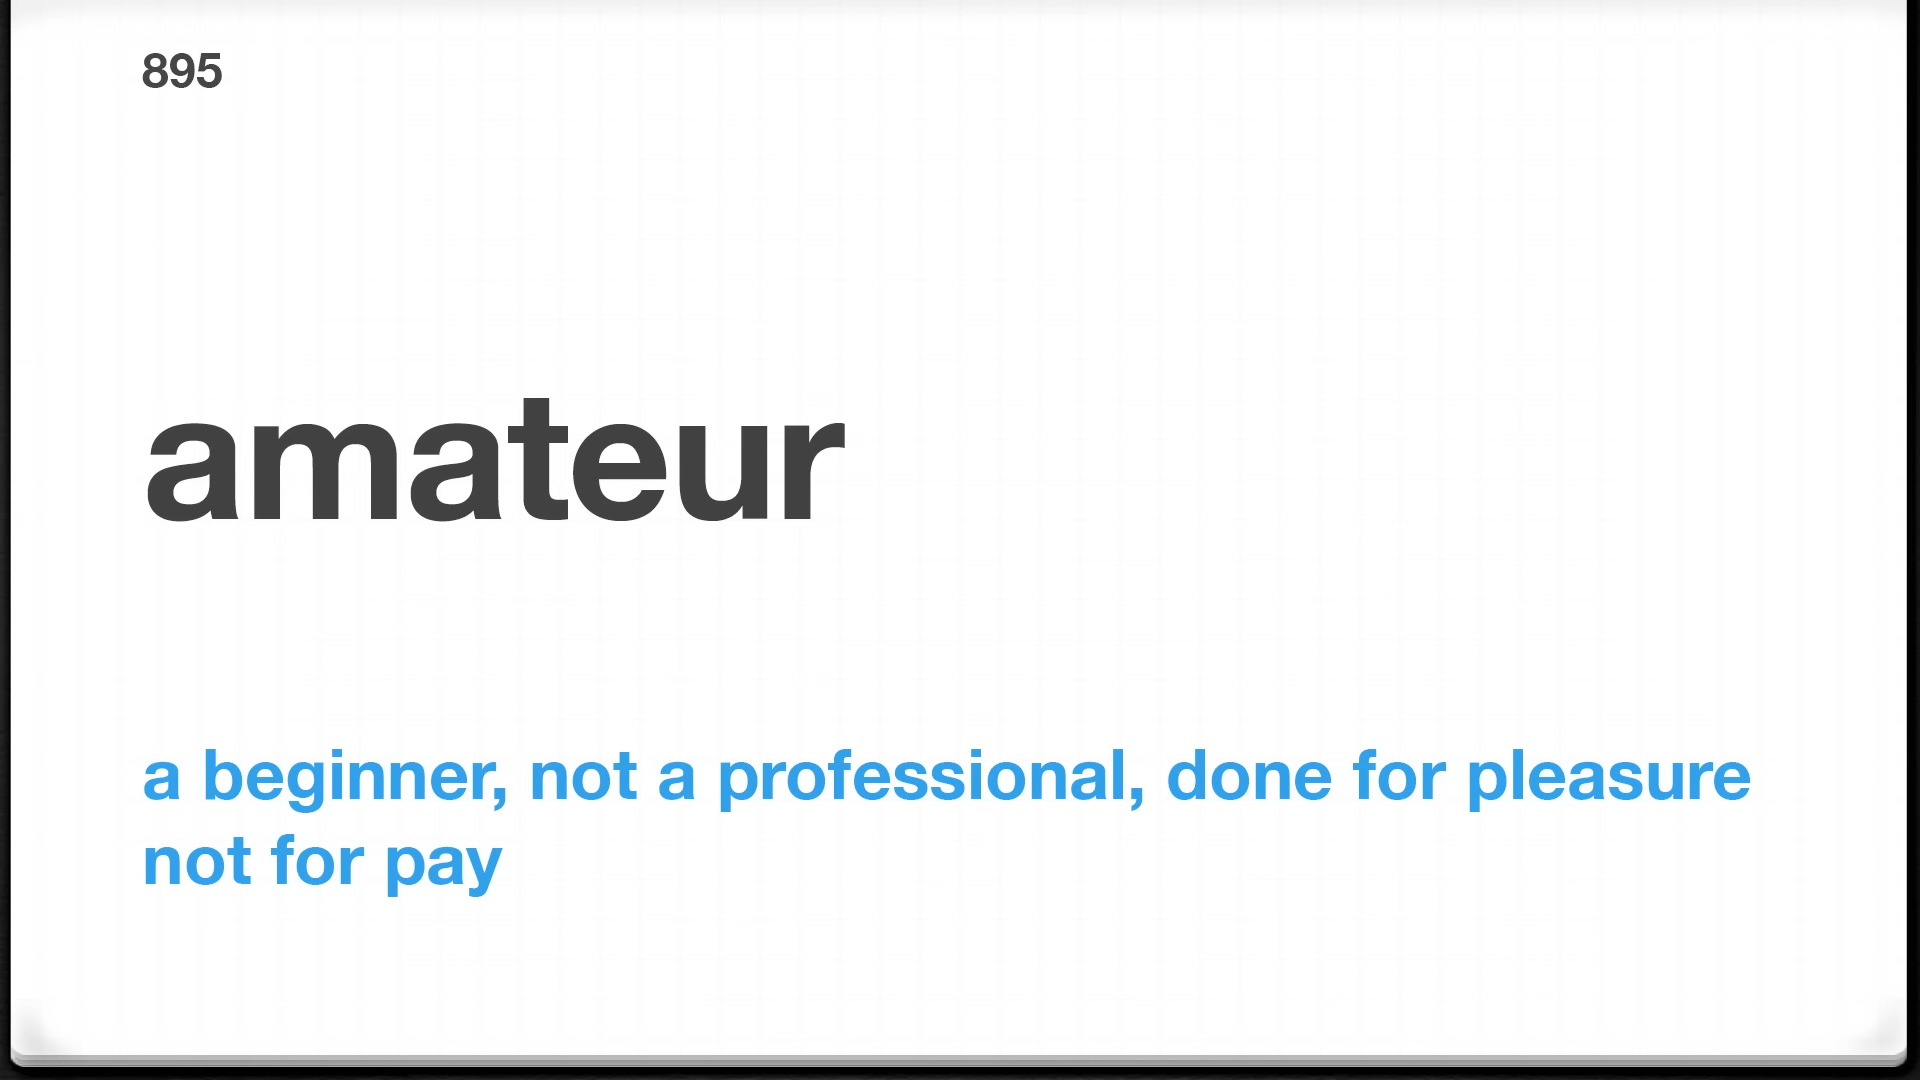 895
amateur
a beginner, not a professional, done for pleasure
not for pay